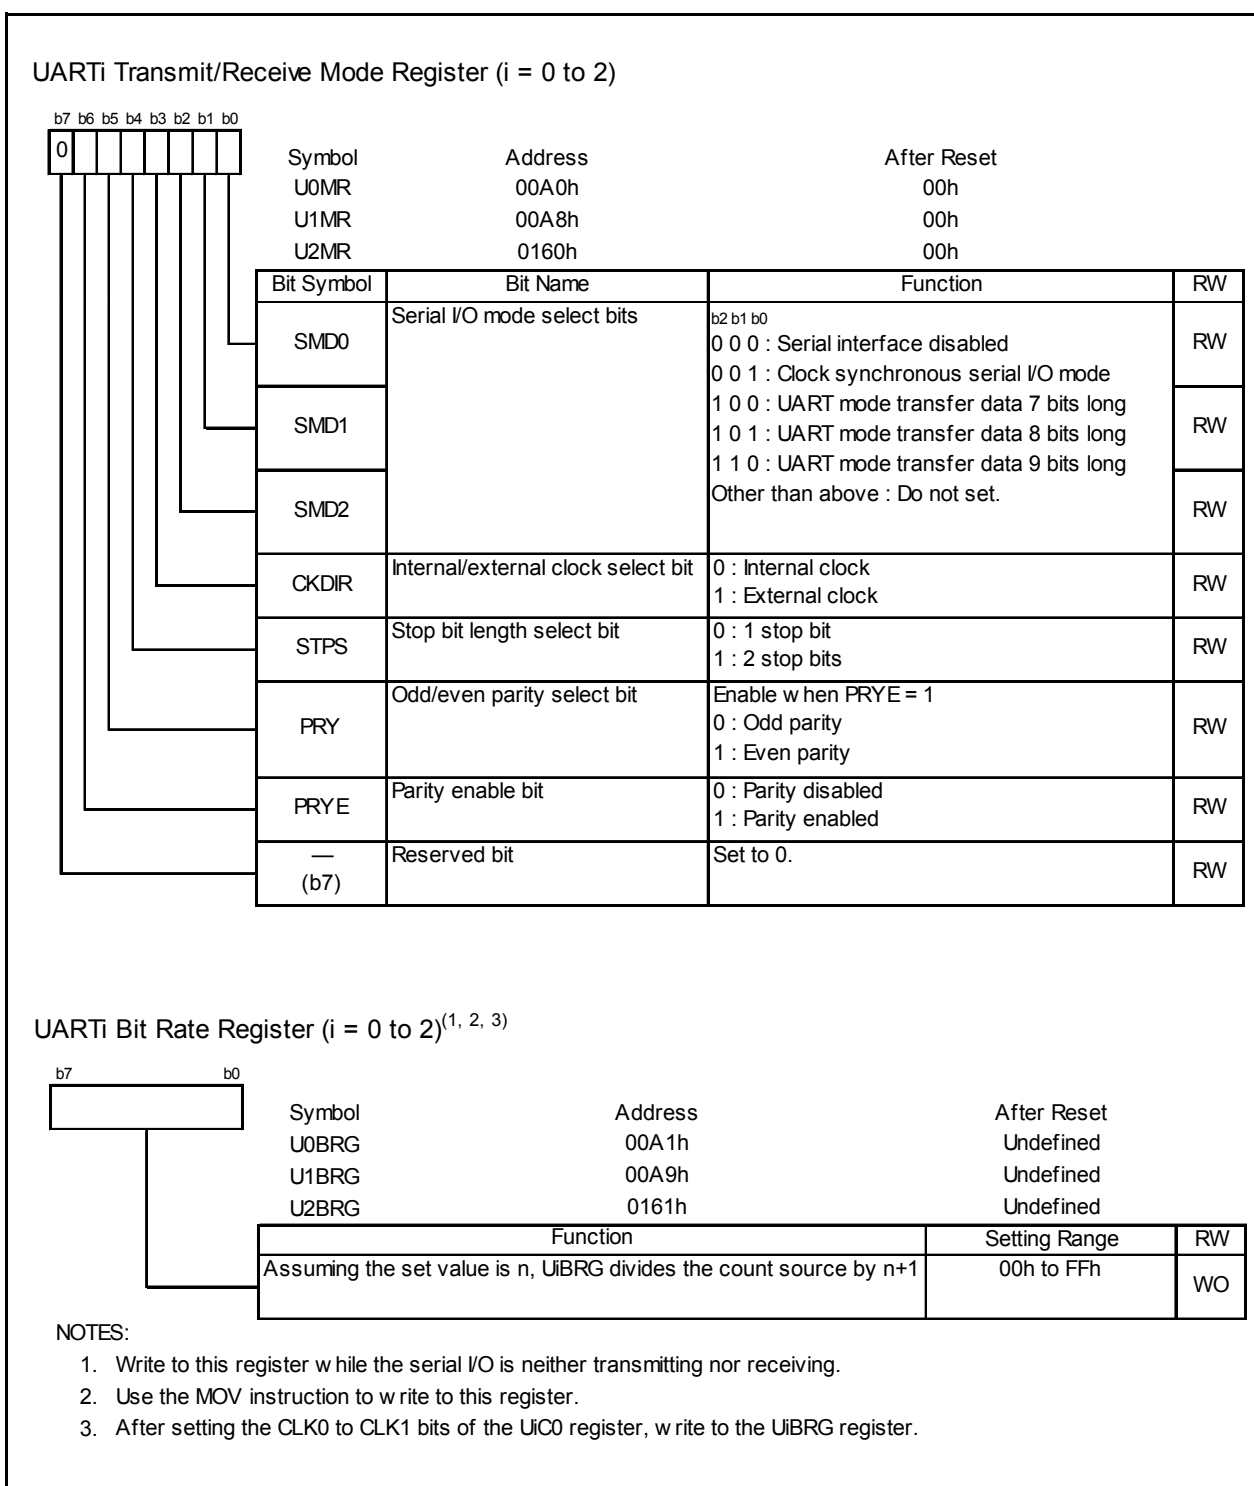 UARTi Transmit/Receive Mode Register (i = 0 to 2)
b7 b6 b5 b4 b3 b2 b1 b0
0
Symbol Address After Reset
U0MR 00A0h 00h
U1MR 00A8h 00h
U2MR 0160h 00h
Bit Symbol Bit Name Function RW
SMD0 Serial I/O mode select bits b2 b1 b0 RW
0 0 0 : Serial interface disabled
0 0 1 : Clock synchronous serial I/O mode
SMD1 1 0 0 : UART mode transfer data 7 bits long RW
1 0 1 : UART mode transfer data 8 bits long
1 1 0 : UART mode transfer data 9 bits long
SMD2 Other than above : Do not set. RW
CKDIR Internal/external clock select bit 0 : Internal clock RW
1 : External clock
STPS Stop bit length select bit 0 : 1 stop bit RW
1 : 2 stop bits
PRY Odd/even parity select bit Enable when PRYE = 1 RW
0 : Odd parity
1 : Even parity
PRYE Parity enable bit 0 : Parity disabled RW
1 : Parity enabled
— Reserved bit Set to 0. RW
(b7)
UARTi Bit Rate Register (i = 0 to 2)(1, 2, 3)
b7 b0
Symbol Address After Reset
U0BRG 00A1h Undefined
U1BRG 00A9h Undefined
U2BRG 0161h Undefined
Function Setting Range RW
Assuming the set value is n, UiBRG divides the count source by n+1 00h to FFh WO
NOTES:
1. Write to this register while the serial I/O is neither transmitting nor receiving.
2. Use the MOV instruction to write to this register.
3. After setting the CLK0 to CLK1 bits of the UiC0 register, write to the UiBRG register.